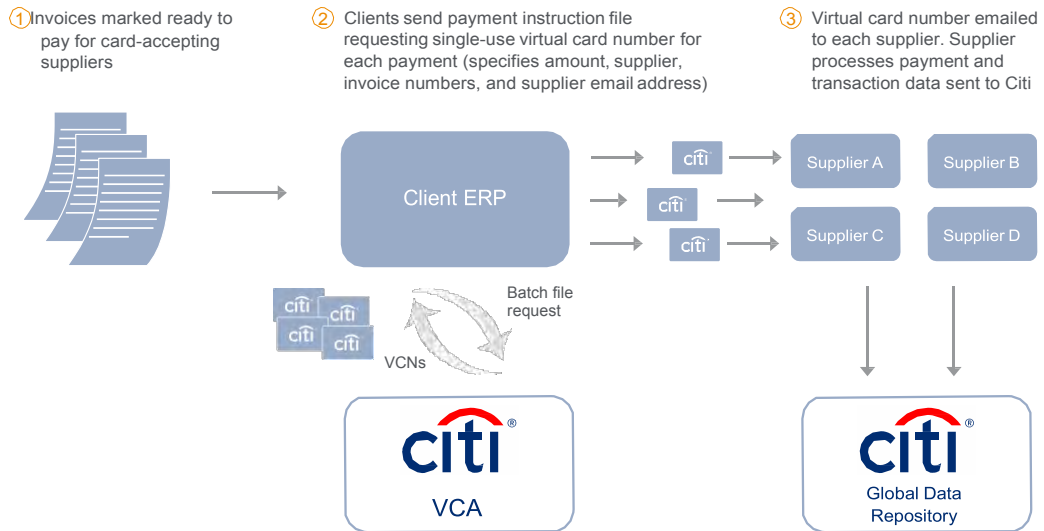 1 Invoices marked ready to
pay for card-accepting
suppliers
2 Clients send payment instruction file
requesting single-use virtual card number for
each payment (specifies amount, supplier,
invoice numbers, and supplier email address)
3 Virtual card number emailed
to each supplier. Supplier
processes payment and
transaction data sent to Citi
Client ERP
citi
citi
citi
Supplier A
Supplier B
Supplier C
Supplier D
citi
citi
citi
citi
VCNs
Batch file
request
citi®
VCA
citi®
Global Data
Repository